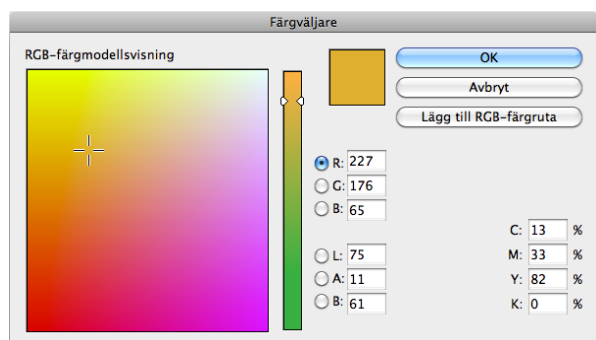 Färgväljare
RGB-färgmodellsvisning
OK
Avbryt
Lägg till RGB-färgruta
R: 227
G: 176
B: 65
L: 75
A: 11
B: 61
C: 13 %
M: 33 %
Y: 82 %
K: 0 %